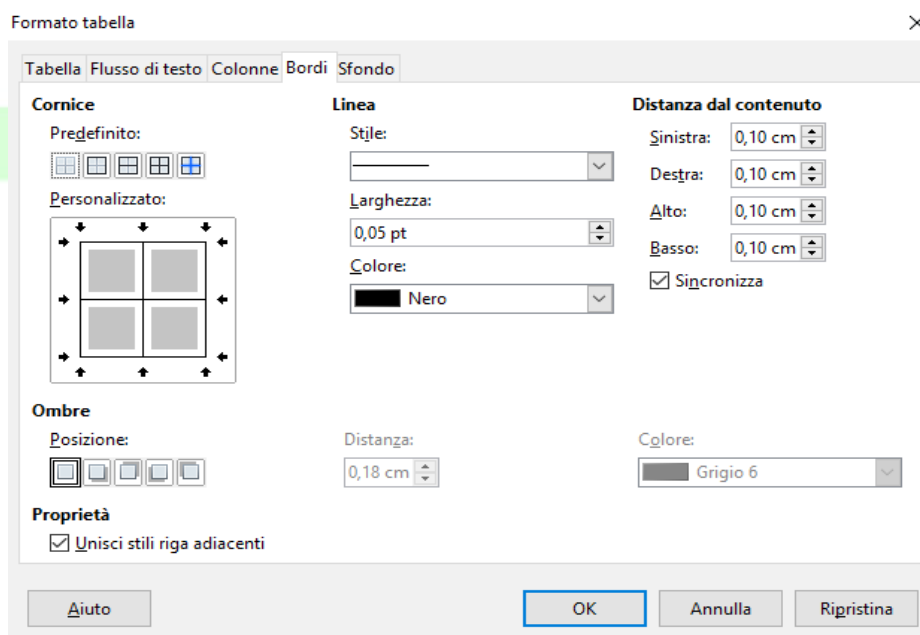 Formato tabella
Tabella Flusso di testo Colonne Bordi Sfondo
Cornice
Predefinito:
Personalizzato:
Linea
Stile:
Larghezza:
0,05 pt
Colore:
Nero
Distanza dal contenuto
Sinistra: 0,10 cm
Destra: 0,10 cm
Alto: 0,10 cm
Basso: 0,10 cm
Sincronizza
Ombre
Posizione:
Distanza:
0,18 cm
Colore:
Grigio 6
Proprietà
Unisci stili riga adiacenti
Aiuto OK Annulla Ripristina